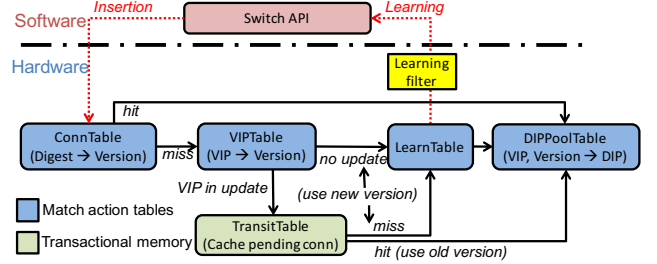 Software
Insertion
Switch API
Learning
Hardware
Learning
filter
hit
ConnTable
(Digest → Version)
miss
VIPTable
(VIP → Version)
no update
LearnTable
DIPPoolTable
(VIP, Version → DIP)
VIP in update
(use new version)
miss
Match action tables
Transactional memory
TransitTable
(Cache pending conn)
hit (use old version)